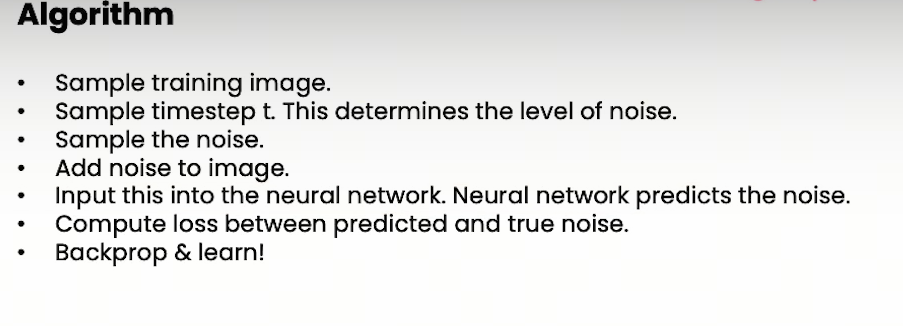 Algorithm
• Sample training image.
• Sample timestep t. This determines the level of noise.
• Sample the noise.
• Add noise to image.
• Input this into the neural network. Neural network predicts the noise.
• Compute loss between predicted and true noise.
• Backprop & learn!